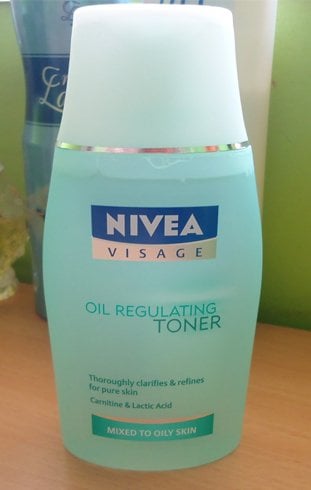 NIVEA
VISAGE
OIL REGULATING
TONER
Thoroughly clarifies & refines
for pure skin
Carnitine & Lactic Acid
MIXED TO OILY SKIN